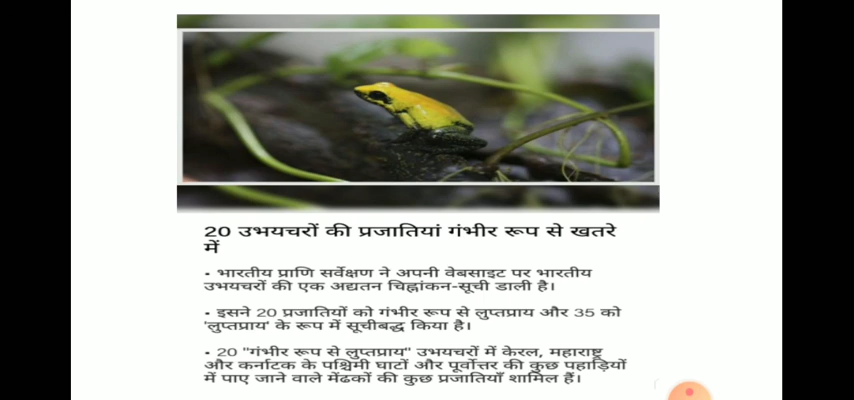 20 उभयचरों की प्रजातियां गंभीर रूप से खतरे
में
• भारतीय प्राणि सर्वेक्षण ने अपनी वेबसाइट पर भारतीय
उभयचरों की एक अद्यतन चिह्नांकन-सूची डाली है।
• इसने 20 प्रजातियों को गंभीर रूप से लुप्तप्राय और 35 को
'लुप्तप्राय' के रूप में सूचीबद्ध किया है।
• 20 "गंभीर रूप से लुप्तप्राय" उभयचरों में केरल, महाराष्ट्र
और कर्नाटक के पश्चिमी घाटों और पूर्वोत्तर की कुछ पहाड़ियों
में पाए जाने वाले मेंढकों की कुछ प्रजातियाँ शामिल हैं।